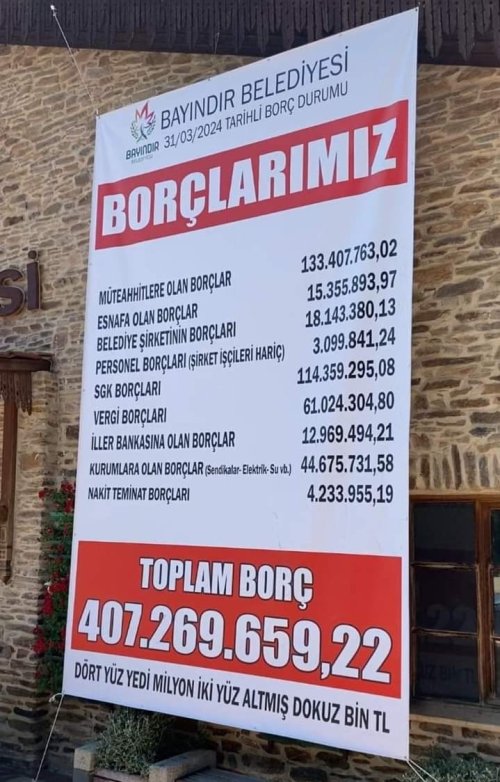 BAYINDIR BELEDİYESİ
31/03/2024 TARİHLİ BORÇ DURUMU
BAYINDIR
BELEDİYESİ
BORÇLARIMIZ
MÜTEAHHİTLERE OLAN BORÇLAR 133.407.763,02
ESNAFA OLAN BORÇLAR 15.355.893,97
BELEDİYE ŞİRKETİNİN BORÇLARI 18.143.380,13
PERSONEL BORÇLARI (ŞİRKET İŞÇİLERİ HARİÇ) 3.099.841,24
SGK BORÇLARI 114.359.295,08
VERGİ BORÇLARI 61.024.304,80
İLLER BANKASINA OLAN BORÇLAR 12.969.494,21
KURUMLARA OLAN BORÇLAR (Sendikalar- Elektrik- Su vb.) 44.675.731,58
NAKİT TEMİNAT BORÇLARI 4.233.955,19
TOPLAM BORÇ
407.269.659,22
DÖRT YÜZ YEDİ MİLYON İKİ YÜZ ALTMIŞ DOKUZ BİN TL